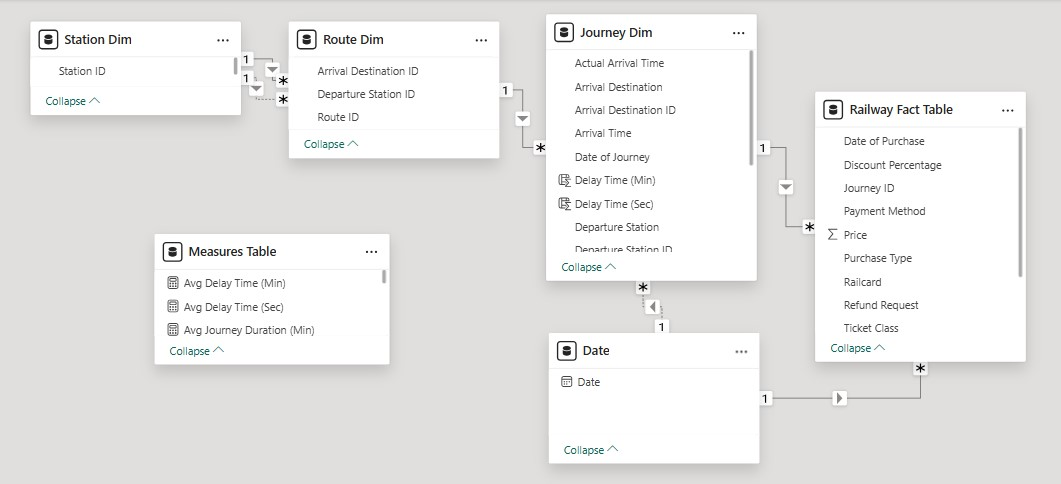 Station Dim
Station ID
Collapse
Route Dim
Arrival Destination ID
Departure Station ID
Route ID
Collapse
Journey Dim
Actual Arrival Time
Arrival Destination
Arrival Destination ID
Arrival Time
Date of Journey
Delay Time (Min)
Delay Time (Sec)
Departure Station
Departure Station ID
Collapse
Railway Fact Table
Date of Purchase
Discount Percentage
Journey ID
Payment Method
Σ Price
Purchase Type
Railcard
Refund Request
Ticket Class
Collapse
Measures Table
Avg Delay Time (Min)
Avg Delay Time (Sec)
Avg Journey Duration (Min)
Collapse
Date
Date
Collapse
1
1
*
*
1
*
1
*
*
1
1
*